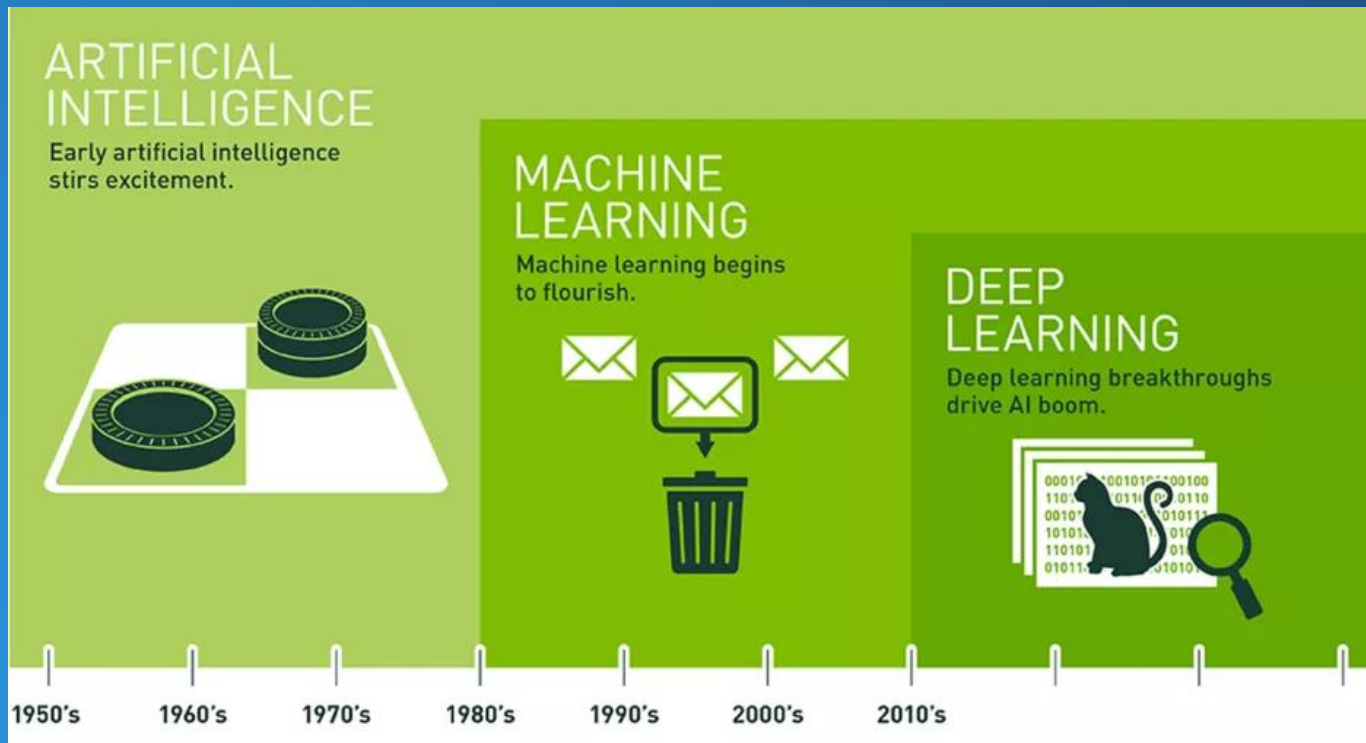 ARTIFICIAL
INTELLIGENCE
Early artificial intelligence
stirs excitement.
MACHINE
LEARNING
Machine learning begins
to flourish.
DEEP
LEARNING
Deep learning breakthroughs
drive AI boom.
1950's 1960's 1970's 1980's 1990's 2000's 2010's